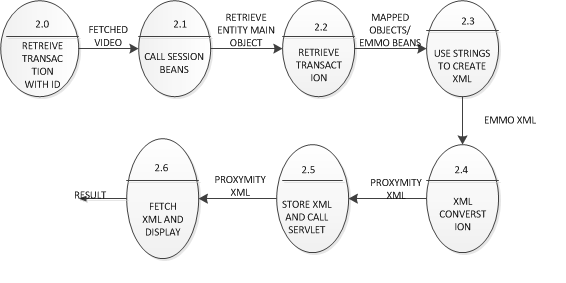 2.0
RETREIVE
TRANSAC
TION
WITH ID
FETCHED
VIDEO
2.1
CALL SESSION
BEANS
RETRIEVE
ENTITY MAIN
OBJECT
2.2
RETRIEVE
TRANSACT
ION
MAPPED
OBJECTS/
EMMO BEANS
2.3
USE STRINGS
TO CREATE
XML
EMMO XML
2.4
XML
CONVERST
ION
PROXYMITY
XML
2.5
STORE XML
AND CALL
SERVLET
PROXYMITY
XML
2.6
FETCH
XML AND
DISPLAY
RESULT